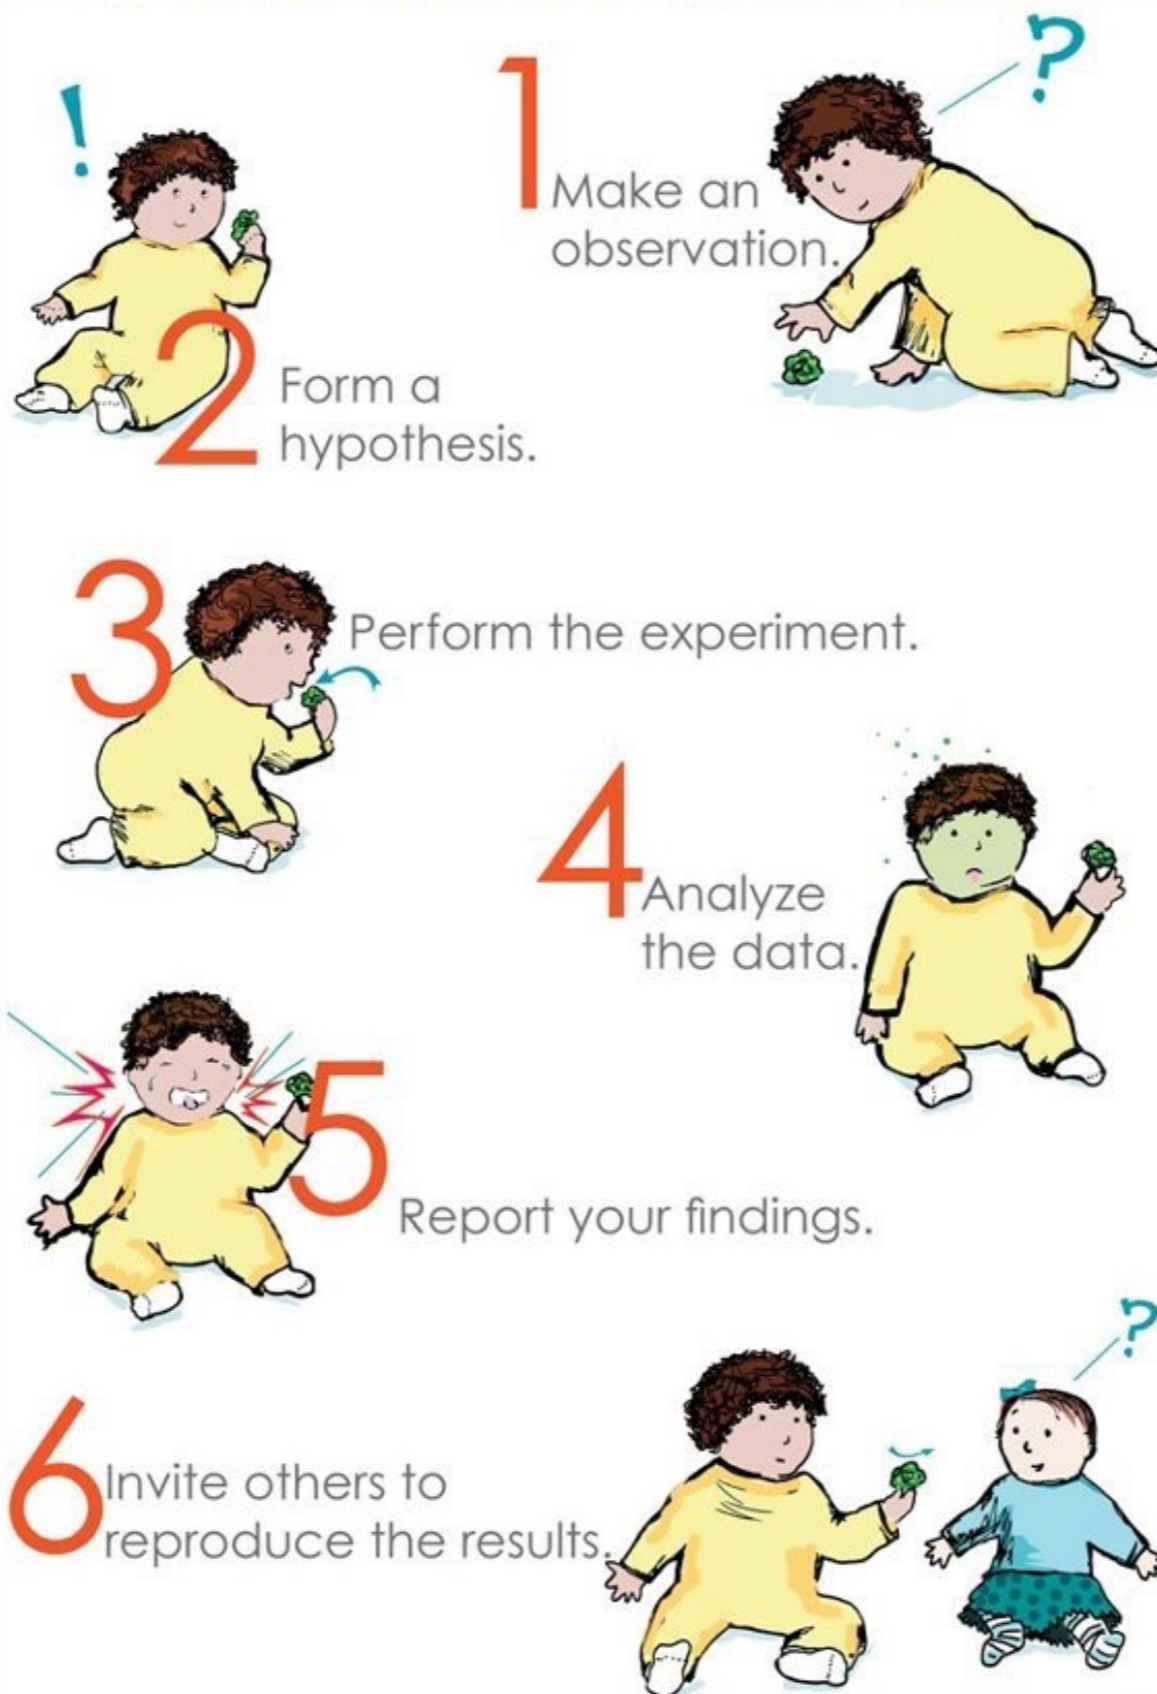 ?
!
1
Make an
observation.
2
Form a
hypothesis.
3
Perform the experiment.
4
Analyze
the data.
5
Report your findings.
?
6
Invite others to
reproduce the results.